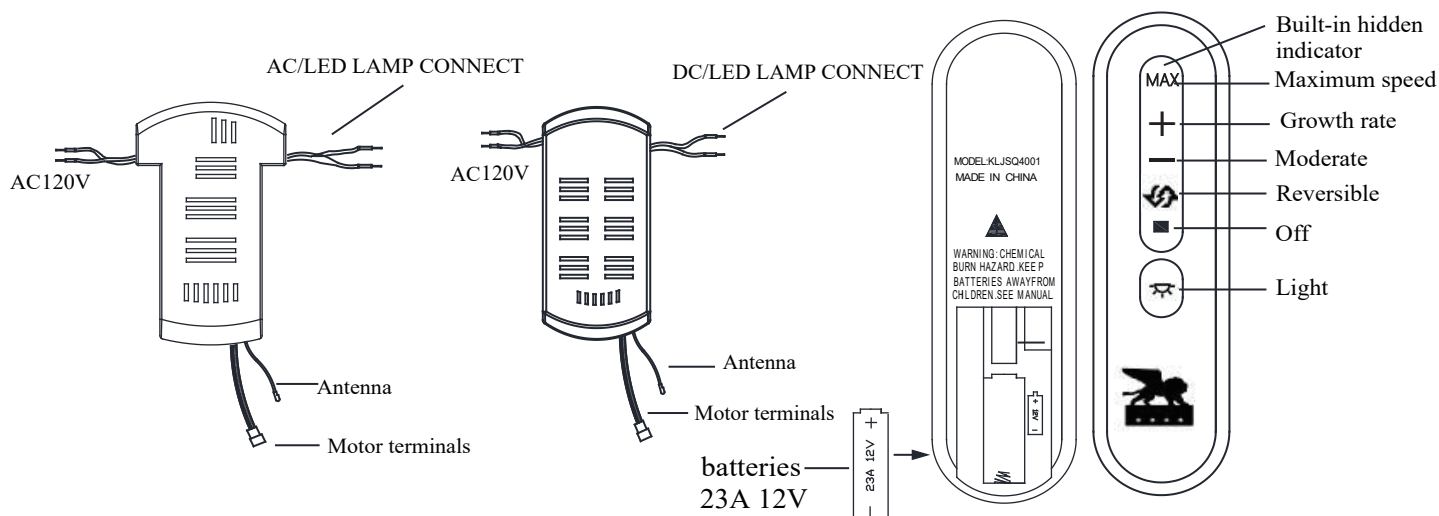 AC/LED LAMP CONNECT
AC120V
Antenna
Motor terminals
DC/LED LAMP CONNECT
AC120V
Antenna
Motor terminals
batteries
23A 12V
+
23A 12V
−
MODEL:KLJSQ4001
MADE IN CHINA
WARNING: CHEMICAL
BURN HAZARD.KEEP
BATTERIES AWAYFROM
CHLDREN.SEE MANUAL
+
12V
−
MAX
Built-in hidden
indicator
Maximum speed
Growth rate
Moderate
Reversible
Off
Light